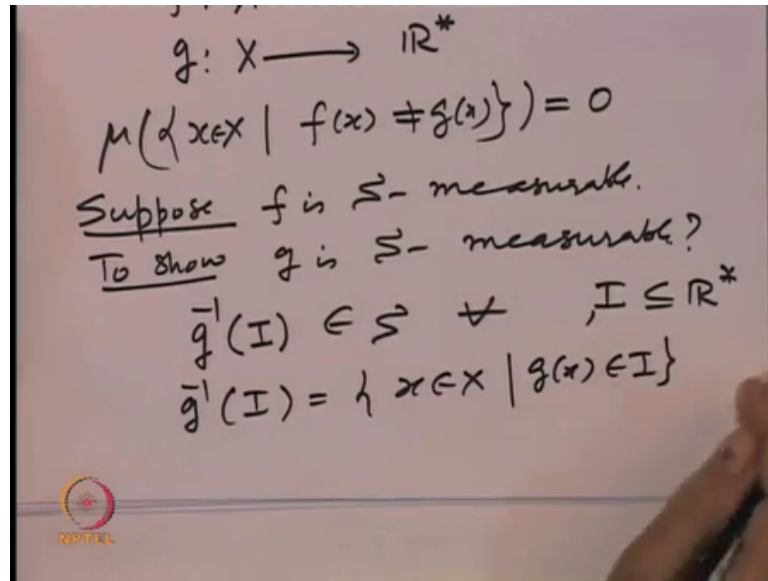 g: X ⟶ ℝ*
μ({x∈X | f(x) ≠ g(x)}) = 0
Suppose f is S- measurable.
To Show g is S- measurable?
g⁻¹(I) ∈ S ∀ , I ⊆ ℝ*
g⁻¹(I) = { x∈X | g(x) ∈ I}
NPTEL